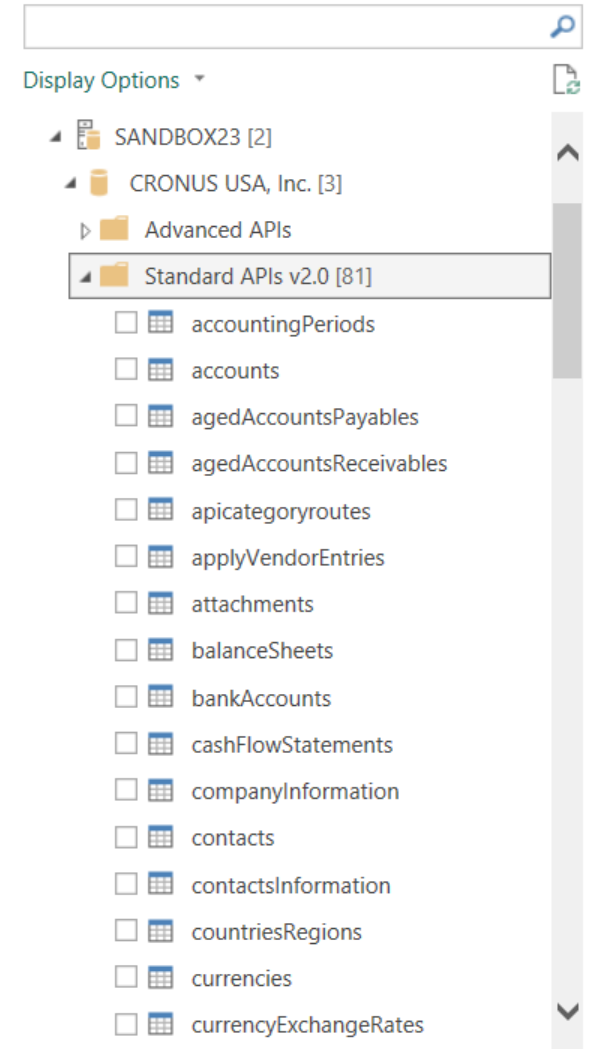 Display Options
SANDBOX23 [2]
CRONUS USA, Inc. [3]
Advanced APIs
Standard APIs v2.0 [81]
accountingPeriods
accounts
agedAccountsPayables
agedAccountsReceivables
apicategoryroutes
applyVendorEntries
attachments
balanceSheets
bankAccounts
cashFlowStatements
companyInformation
contacts
contactsInformation
countriesRegions
currencies
currencyExchangeRates